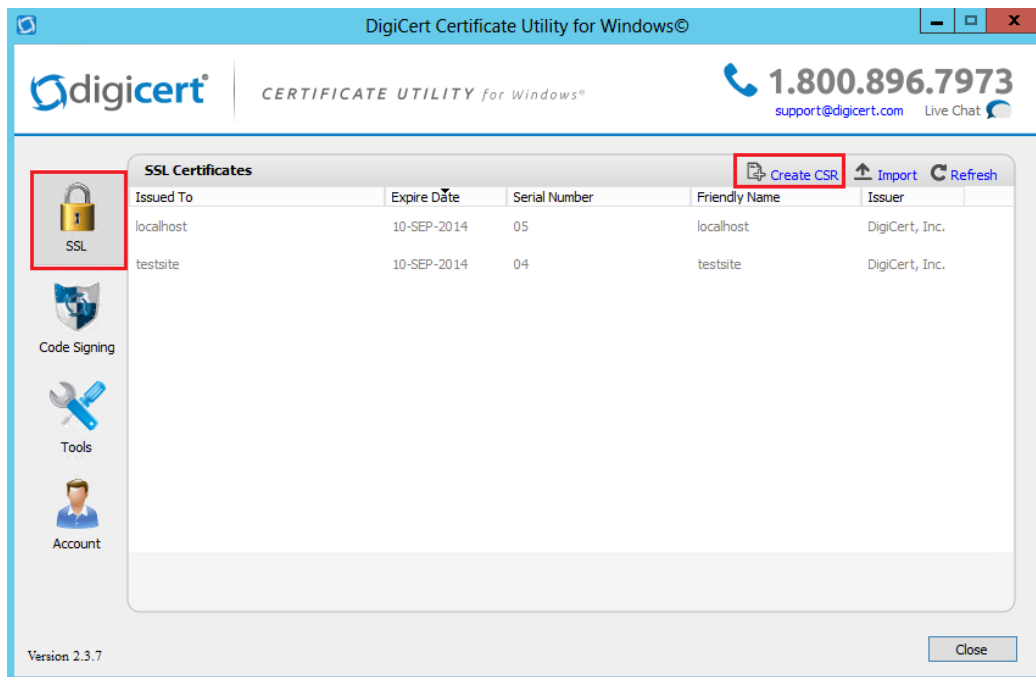 DigiCert Certificate Utility for Windows©
digicert®
CERTIFICATE UTILITY for Windows®
1.800.896.7973
support@digicert.com Live Chat
SSL Certificates
Create CSR Import Refresh
Issued To Expire Date Serial Number Friendly Name Issuer
localhost 10-SEP-2014 05 localhost DigiCert, Inc.
testsite 10-SEP-2014 04 testsite DigiCert, Inc.
SSL
Code Signing
Tools
Account
Version 2.3.7
Close